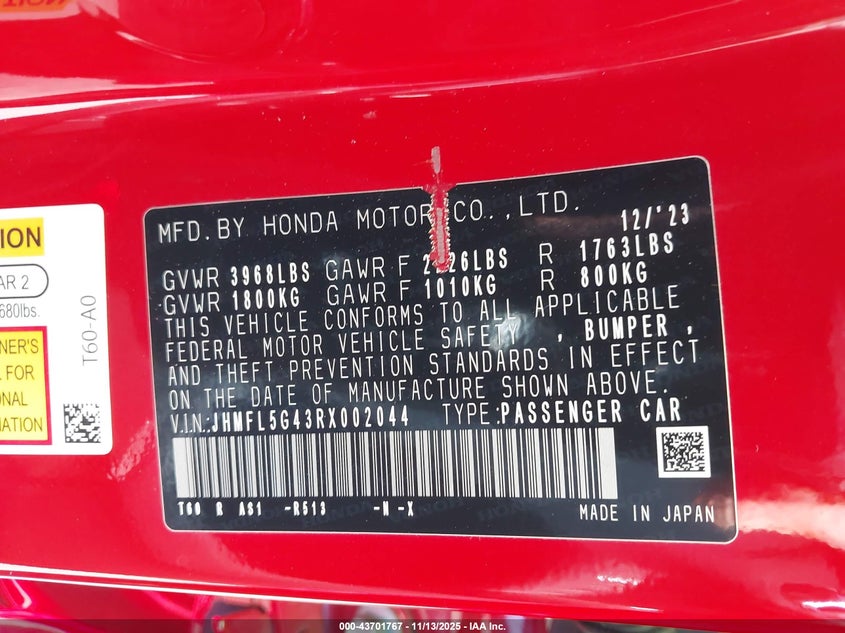 MFD. BY HONDA MOTOR CO., LTD.
12/'23
GVWR 3968LBS GAWR F 26LBS R 1763LBS
GVWR 1800KG GAWR F 1010KG R 800KG
THIS VEHICLE CONFORMS TO ALL APPLICABLE
FEDERAL MOTOR VEHICLE SAFETY , BUMPER ,
AND THEFT PREVENTION STANDARDS IN EFFECT
ON THE DATE OF MANUFACTURE SHOWN ABOVE.
V.I.N: JHMFL5G43RX002044 TYPE: PASSENGER CAR
T60 R AS1 -R513 -N -X
MADE IN JAPAN
ION
AR 2
680lbs.
NER'S
L FOR
ONAL
MATION
T60-A0
000-43701767 - 11/13/2025 - IAA Inc.